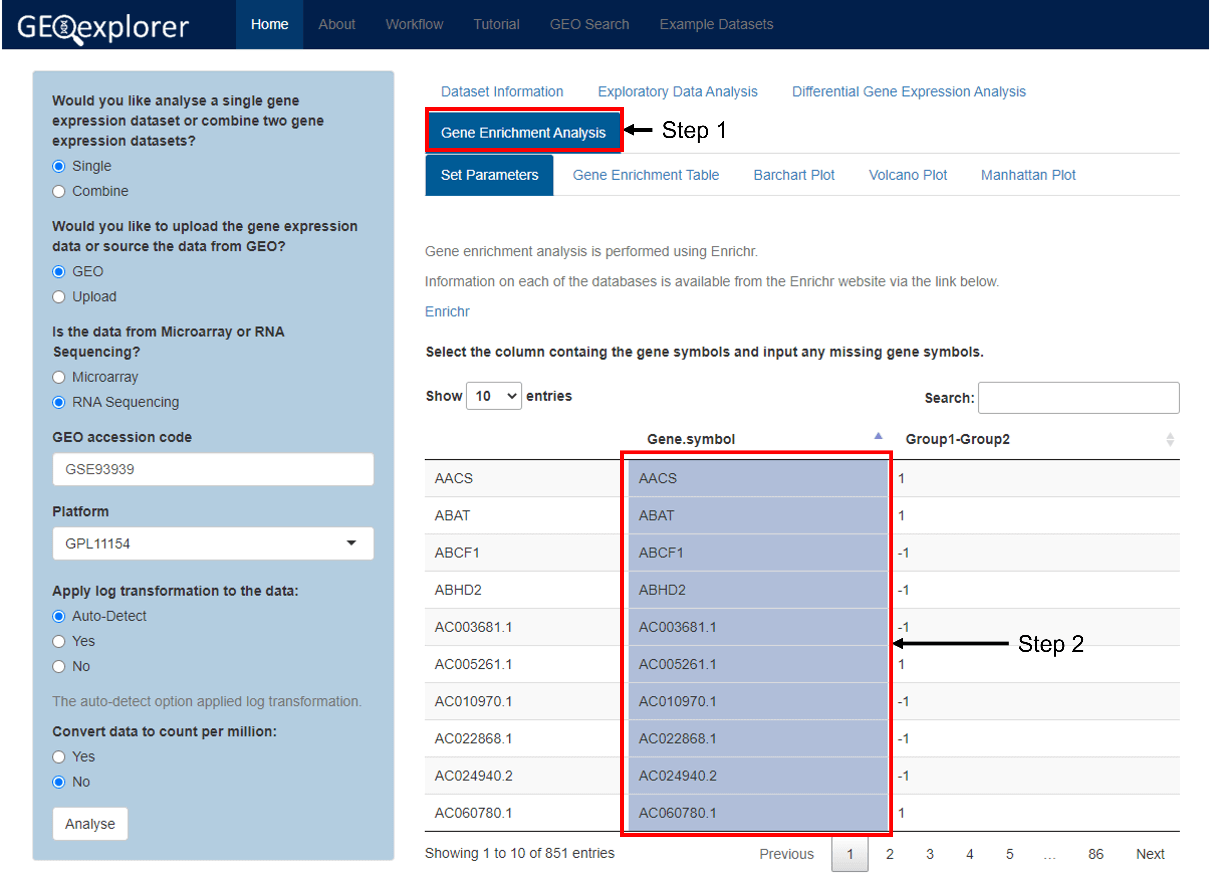 GEOexplorer
Home About Workflow Tutorial GEO Search Example Datasets
Would you like analyse a single gene
expression dataset or combine two gene
expression datasets?
Single
Combine
Would you like to upload the gene expression
data or source the data from GEO?
GEO
Upload
Is the data from Microarray or RNA
Sequencing?
Microarray
RNA Sequencing
GEO accession code
GSE93939
Platform
GPL11154
Apply log transformation to the data:
Auto-Detect
Yes
No
The auto-detect option applied log transformation.
Convert data to count per million:
Yes
No
Analyse
Dataset Information Exploratory Data Analysis Differential Gene Expression Analysis
Gene Enrichment Analysis Step 1
Set Parameters Gene Enrichment Table Barchart Plot Volcano Plot Manhattan Plot
Gene enrichment analysis is performed using Enrichr.
Information on each of the databases is available from the Enrichr website via the link below.
Enrichr
Select the column containg the gene symbols and input any missing gene symbols.
Show 10 entries Search:
Gene.symbol Group1-Group2
AACS AACS 1
ABAT ABAT 1
ABCF1 ABCF1 -1
ABHD2 ABHD2 -1
AC003681.1 AC003681.1 -1
Step 2
AC005261.1 AC005261.1 1
AC010970.1 AC010970.1 -1
AC022868.1 AC022868.1 -1
AC024940.2 AC024940.2 -1
AC060780.1 AC060780.1 1
Showing 1 to 10 of 851 entries Previous 1 2 3 4 5 … 86 Next